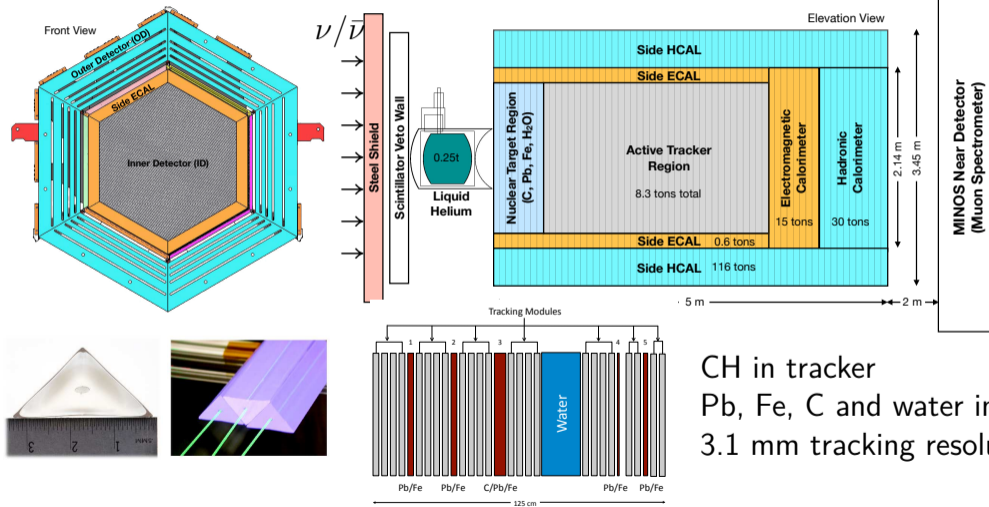 Front View
Outer Detector (OD)
Side ECAL
Inner Detector (ID)
ν/ν̄
Steel Shield
Scintillator Veto Wall
0.25t
Liquid
Helium
Elevation View
Side HCAL
Side ECAL
Nuclear Target Region
(C, Pb, Fe, H₂O)
Active Tracker
Region
8.3 tons total
Electromagnetic
Calorimeter
15 tons
Hadronic
Calorimeter
30 tons
Side ECAL 0.6 tons
Side HCAL 116 tons
2.14 m
3.45 m
5 m
2 m
MINOS Near Detector
(Muon Spectrometer)
3 2 1
Tracking Modules
1 2 3 4 5
Water
Pb/Fe Pb/Fe C/Pb/Fe Pb/Fe Pb/Fe
125 cm
CH in tracker
Pb, Fe, C and water in
3.1 mm tracking resolu